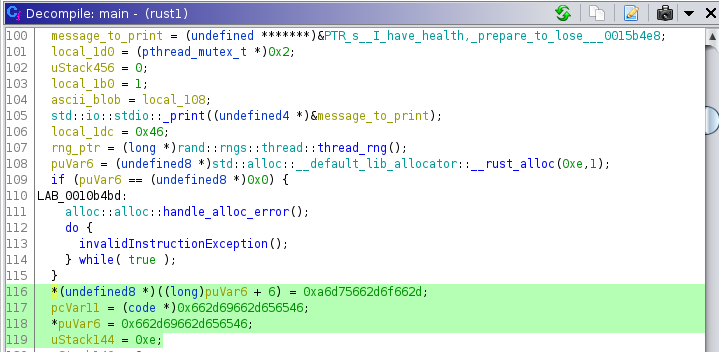 Decompile: main - (rust1)
100 message_to_print = (undefined *******)&PTR_s__I_have_health,_prepare_to_lose___0015b4e8;
101 local_1d0 = (pthread_mutex_t *)0x2;
102 uStack456 = 0;
103 local_1b0 = 1;
104 ascii_blob = local_108;
105 std::io::stdio::_print((undefined4 *)&message_to_print);
106 local_1dc = 0x46;
107 rng_ptr = (long *)rand::rngs::thread::thread_rng();
108 puVar6 = (undefined8 *)std::alloc::__default_lib_allocator::__rust_alloc(0xe,1);
109 if (puVar6 == (undefined8 *)0x0) {
110 LAB_0010b4bd:
111 alloc::alloc::handle_alloc_error();
112 do {
113 invalidInstructionException();
114 } while( true );
115 }
116 *(undefined8 *)((long)puVar6 + 6) = 0xa6d75662d6f662d;
117 pcVar11 = (code *)0x662d69662d656546;
118 *puVar6 = 0x662d69662d656546;
119 uStack144 = 0xe;